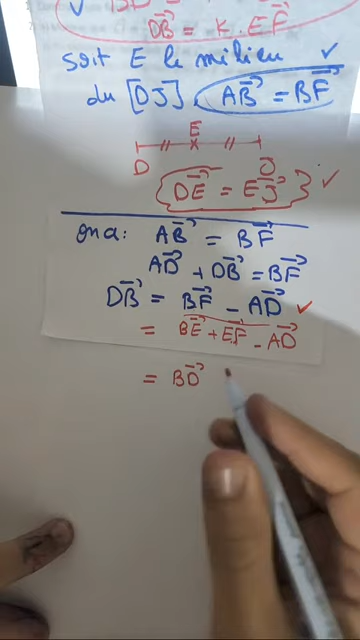 DB = K . EF
soit E le milieu ✓
du [DJ], AB = BF
E
D J
DE = EJ ✓
on a: AB = BF
AD + DB = BF
DB = BF - AD ✓
= BE + EF - AD
= BD